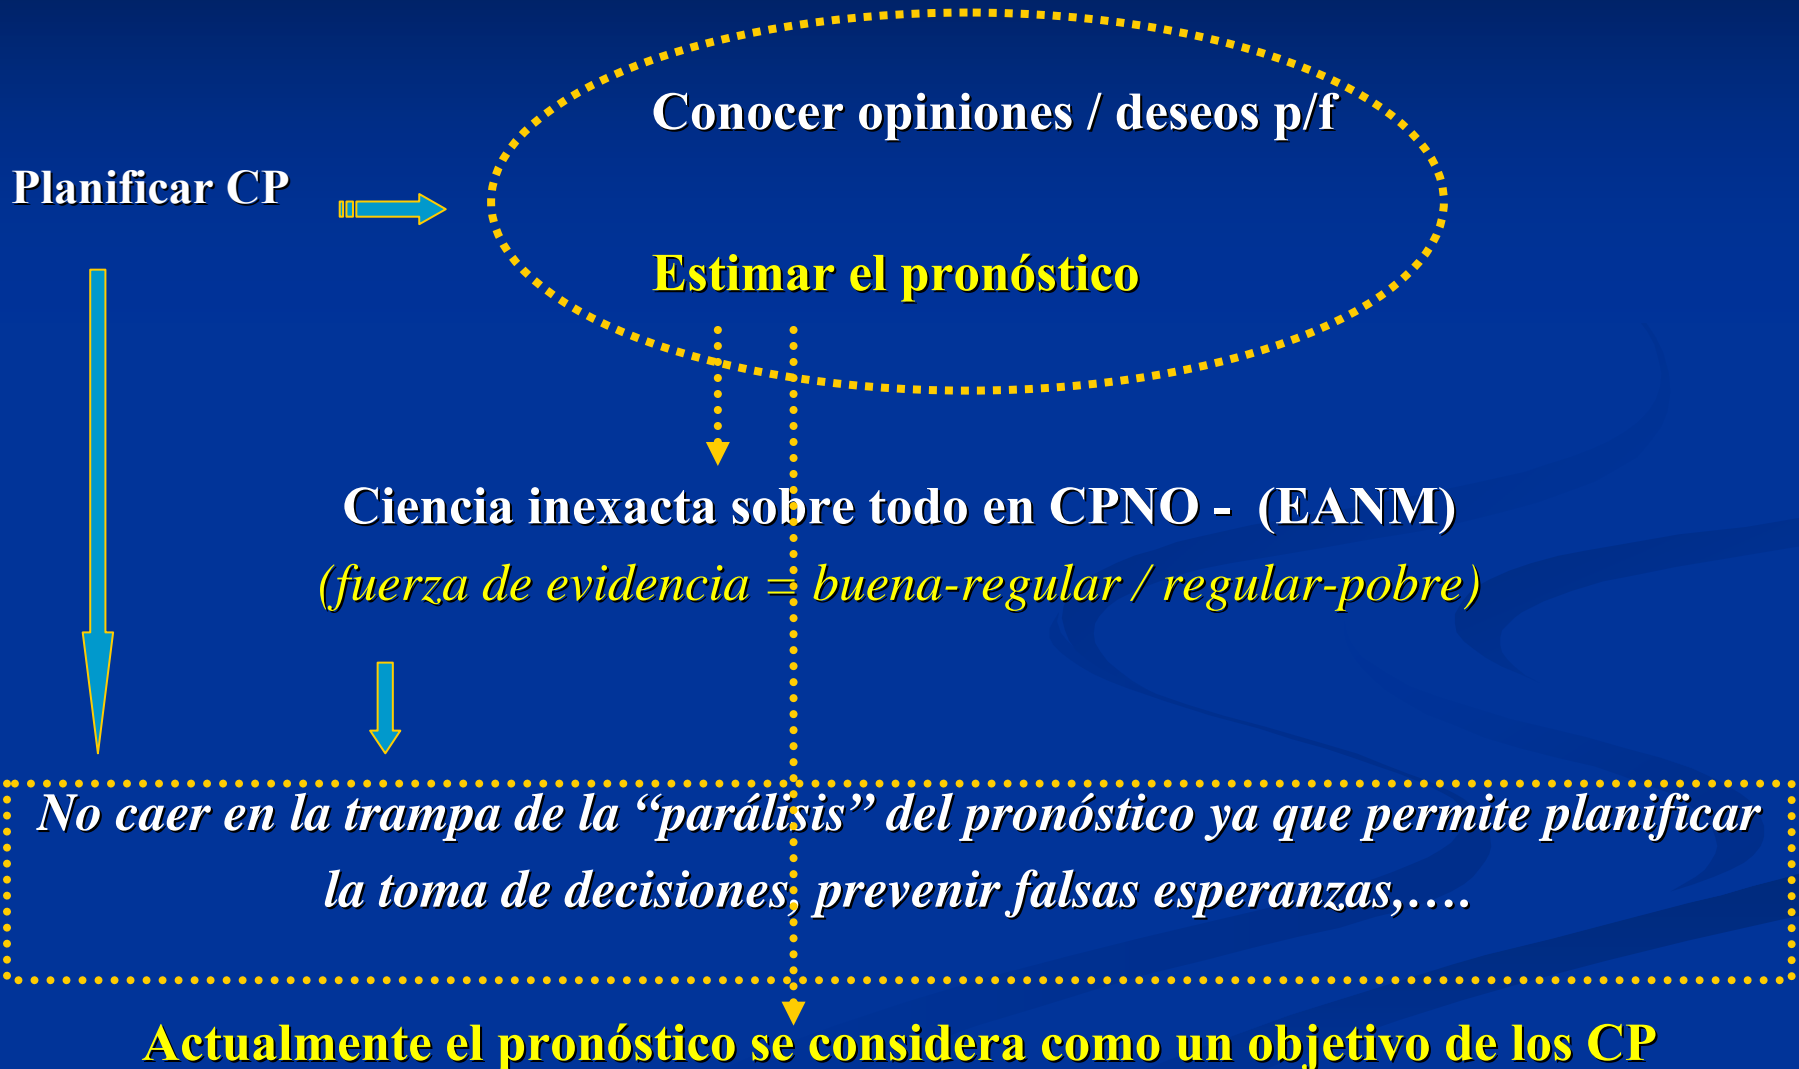 Conocer opiniones / deseos p/f
Planificar CP
Estimar el pronóstico
Ciencia inexacta sobre todo en CPNO - (EANM)
(fuerza de evidencia = buena-regular / regular-pobre)
No caer en la trampa de la “parálisis” del pronóstico ya que permite planificar
la toma de decisiones, prevenir falsas esperanzas,….
Actualmente el pronóstico se considera como un objetivo de los CP